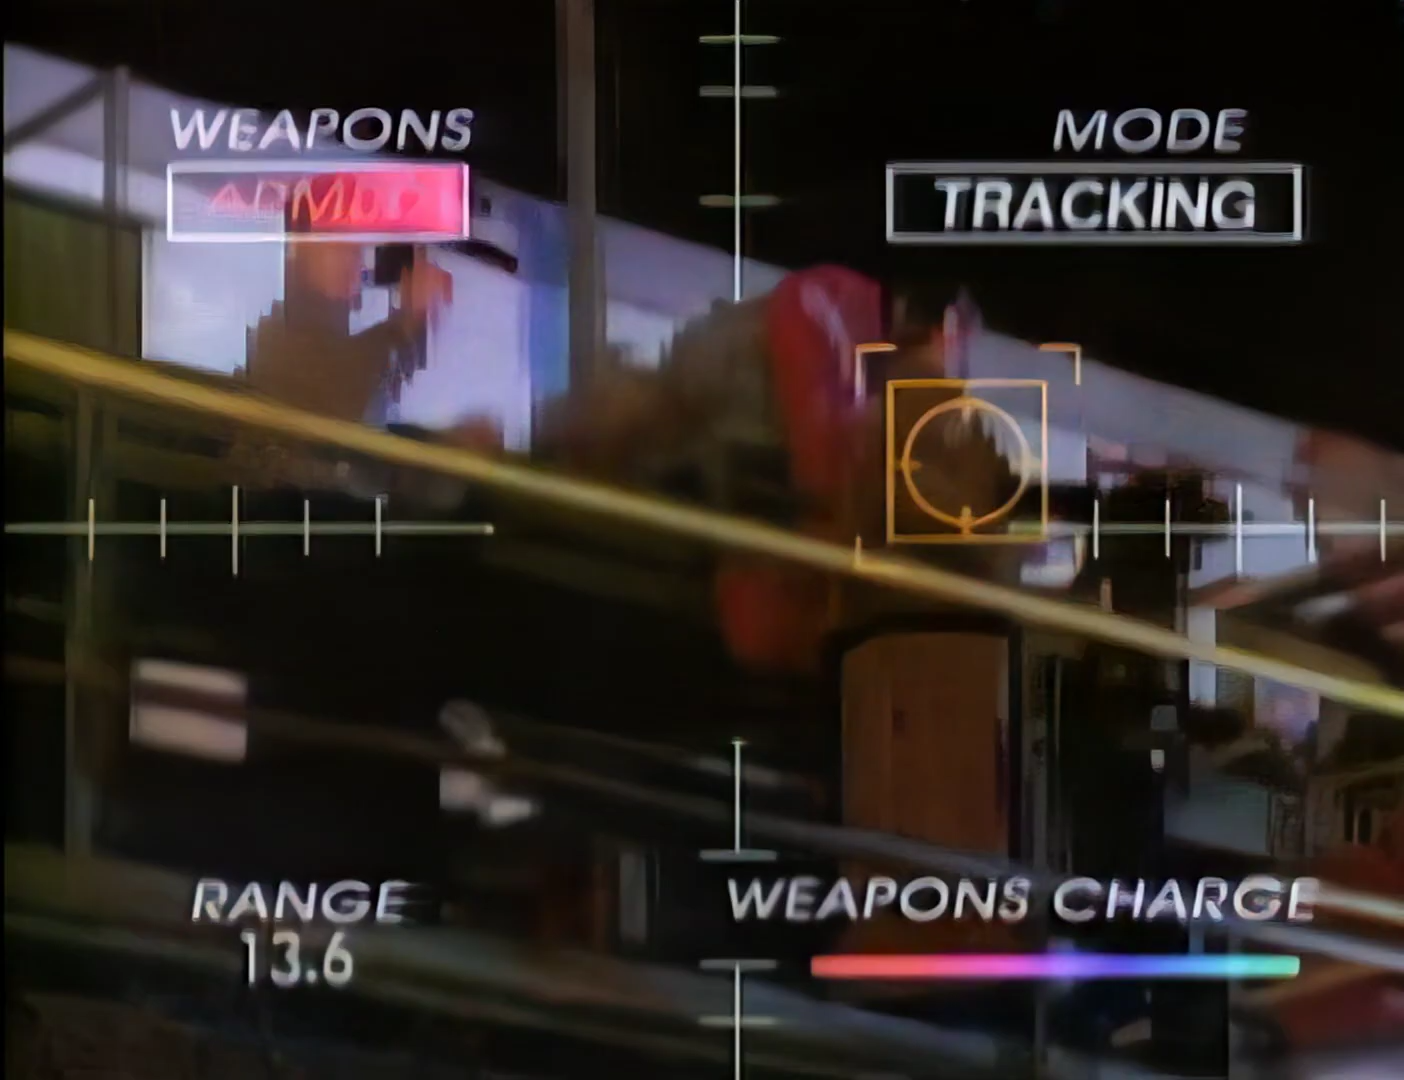 WEAPONS
MODE
TRACKING
RANGE
13.6
WEAPONS CHARGE